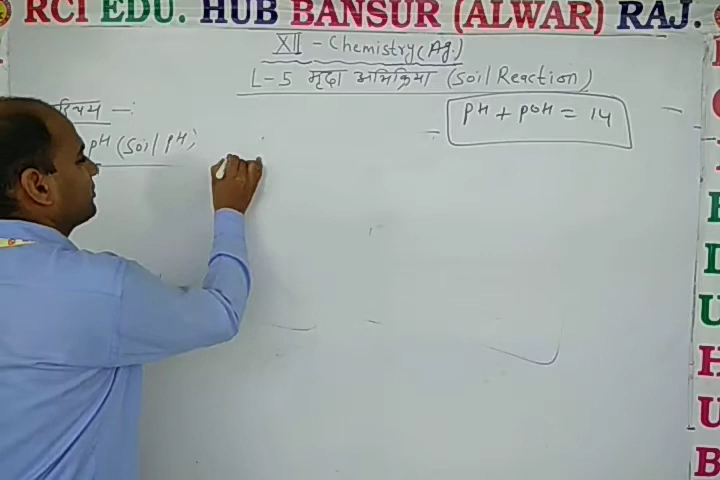 RCI EDU. HUB BANSUR (ALWAR) RAJ.
XII - Chemistry (Ag.)
L-5 मृदा अभिक्रिया (Soil Reaction)
pH + pOH = 14
pH (Soil pH)
E
D
U
H
U
B